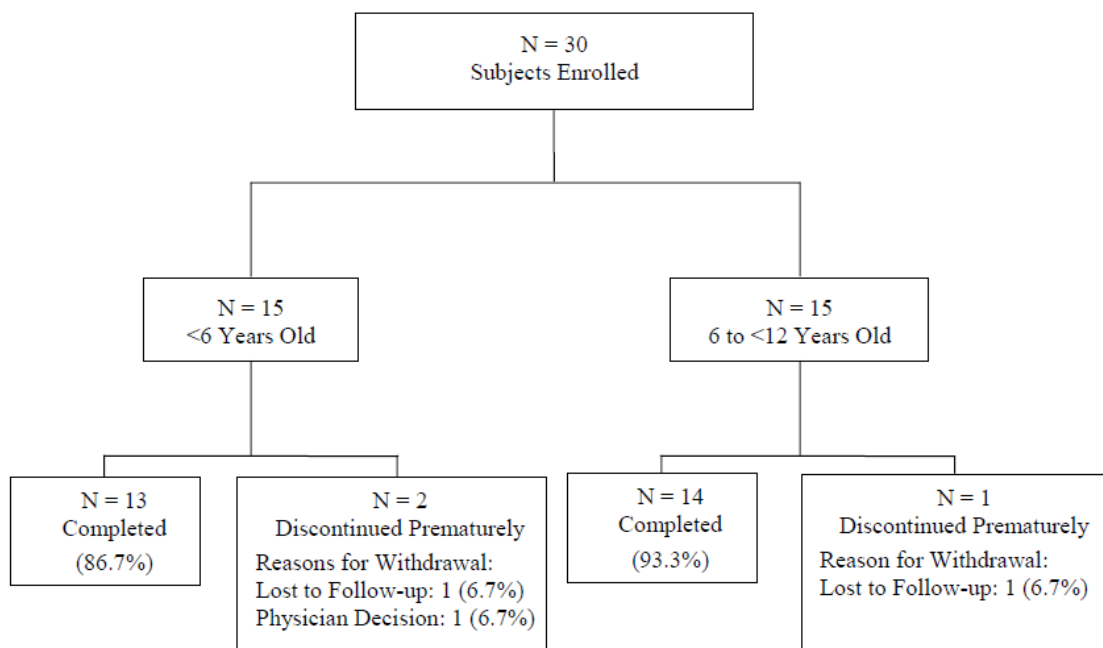 N = 30
Subjects Enrolled
N = 15
<6 Years Old
N = 15
6 to <12 Years Old
N = 13
Completed
(86.7%)
N = 2
Discontinued Prematurely
Reasons for Withdrawal:
Lost to Follow-up: 1 (6.7%)
Physician Decision: 1 (6.7%)
N = 14
Completed
(93.3%)
N = 1
Discontinued Prematurely
Reason for Withdrawal:
Lost to Follow-up: 1 (6.7%)